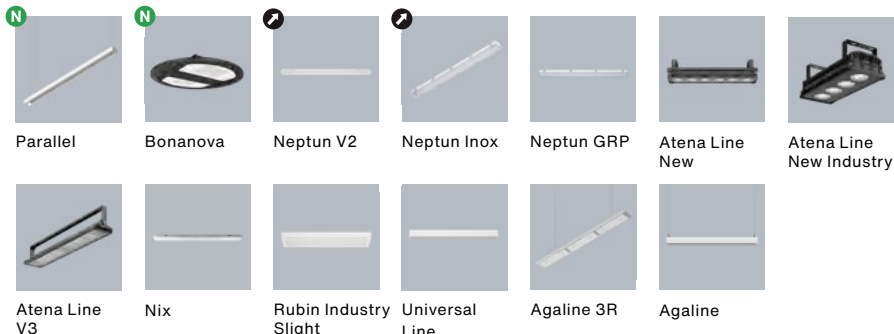 N
N
Parallel
Bonanova
Neptun V2
Neptun Inox
Neptun GRP
Atena Line
New
Atena Line
New Industry
Atena Line
V3
Nix
Rubin Industry
Slight
Universal
Line
Agaline 3R
Agaline